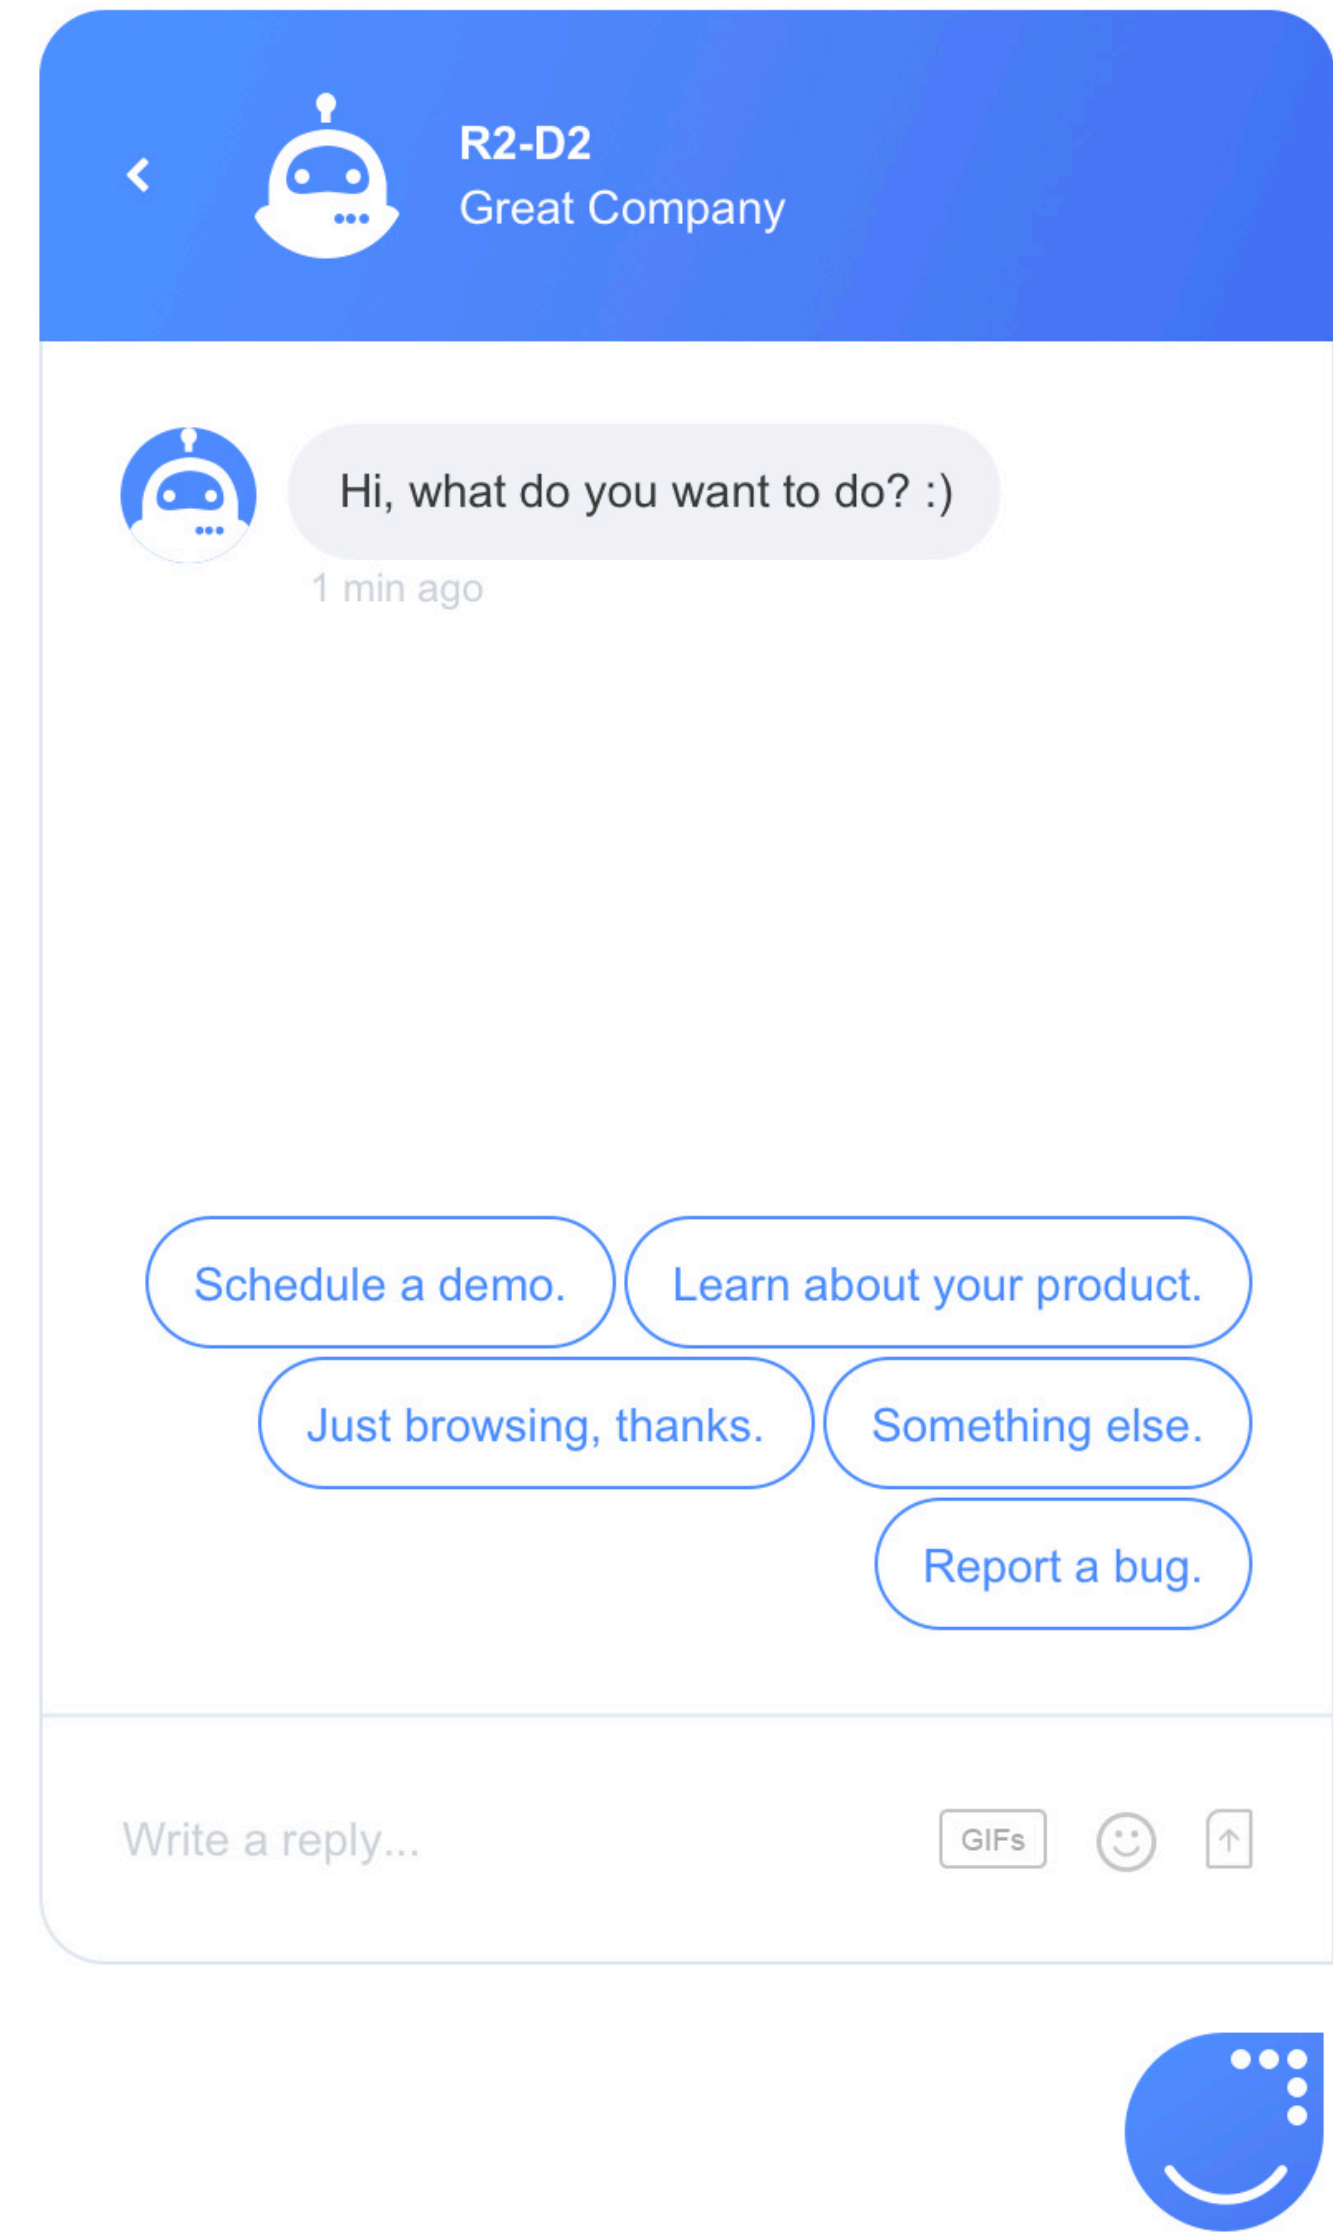 R2-D2
Great Company
Hi, what do you want to do? :)
1 min ago
Schedule a demo.
Learn about your product.
Just browsing, thanks.
Something else.
Report a bug.
Write a reply...
GIFs